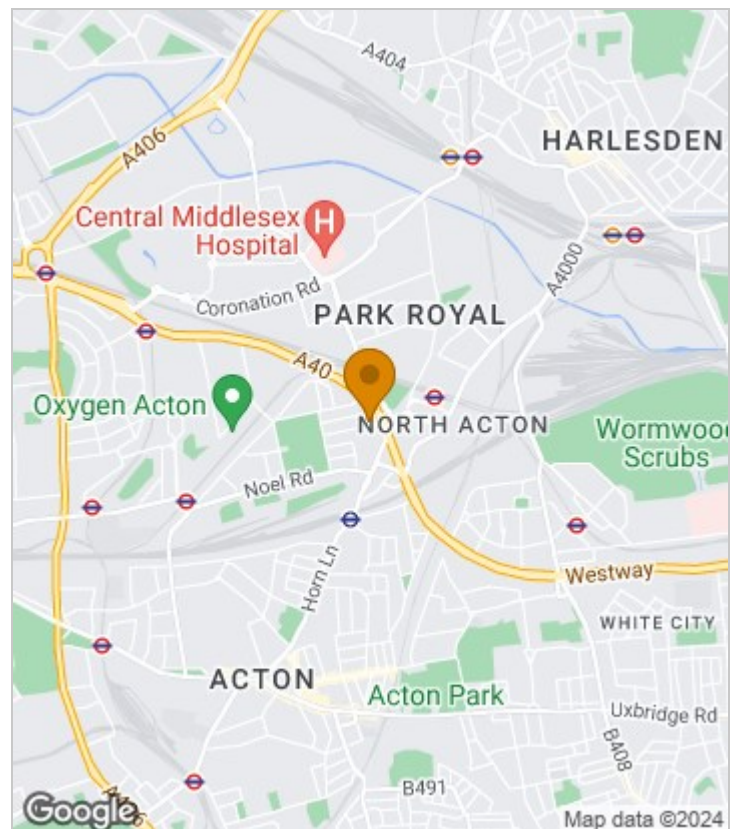 A404
HARLESDEN
A406
Central Middlesex
Hospital
H
A4000
Coronation Rd
PARK ROYAL
A40
Oxygen Acton
NORTH ACTON
Wormwood
Scrubs
Noel Rd
Horn Ln
Westway
WHITE CITY
ACTON
Acton Park
Uxbridge Rd
B408
B491
A406
Google
Map data ©2024